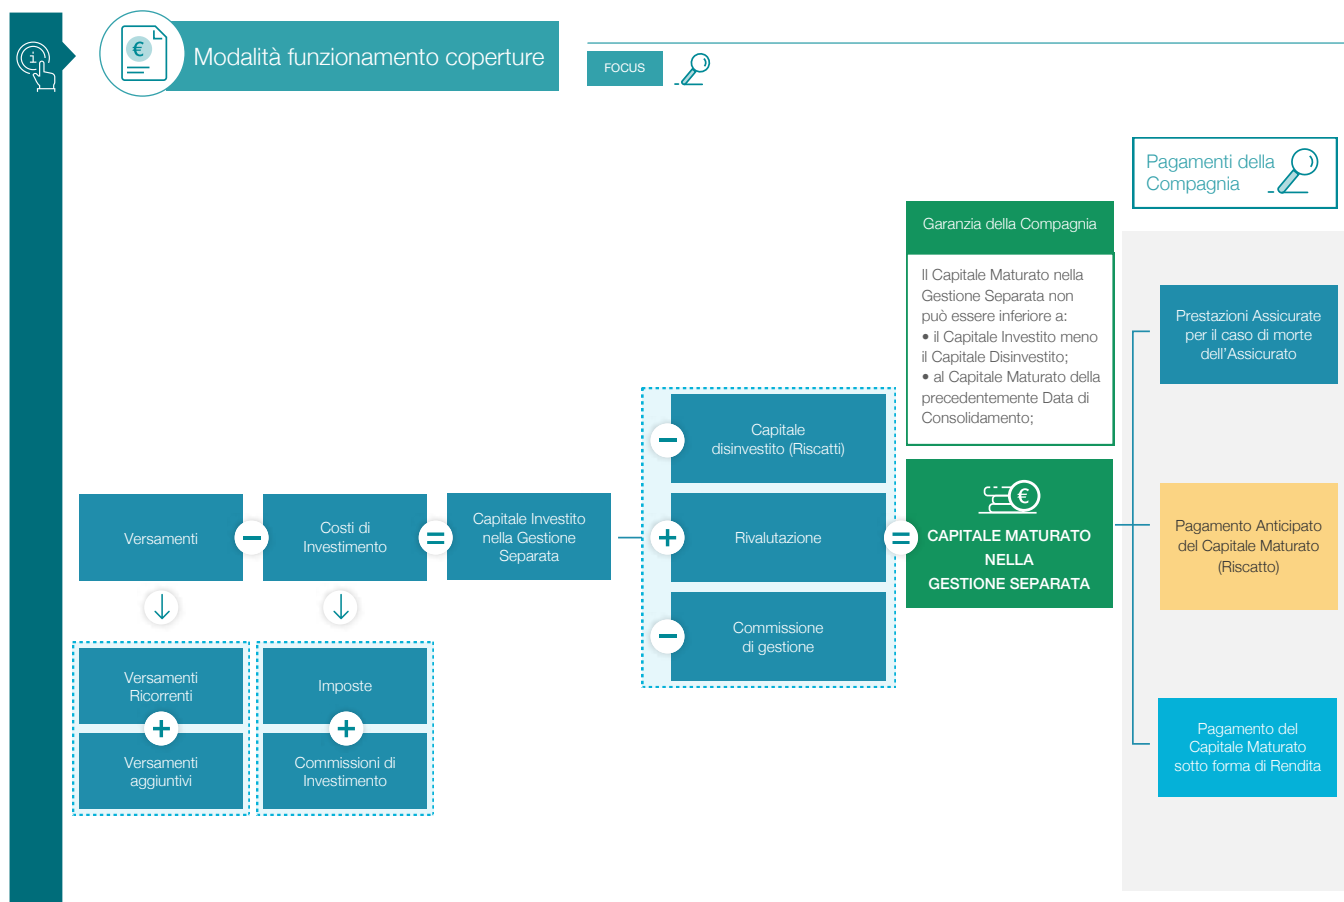 Modalità funzionamento coperture
FOCUS
Pagamenti della
Compagnia
Garanzia della Compagnia
Il Capitale Maturato nella
Gestione Separata non
può essere inferiore a:
• il Capitale Investito meno
il Capitale Disinvestito;
• al Capitale Maturato della
precedentemente Data di
Consolidamento;
Prestazioni Assicurate
per il caso di morte
dell'Assicurato
Capitale
disinvestito (Riscatti)
Versamenti
−
Costi di
Investimento
=
Capitale Investito
nella Gestione
Separata
−
+
Rivalutazione
=
CAPITALE MATURATO
NELLA
GESTIONE SEPARATA
Pagamento Anticipato
del Capitale Maturato
(Riscatto)
−
Commissione
di gestione
Versamenti
Ricorrenti
+
Versamenti
aggiuntivi
Imposte
+
Commissioni di
Investimento
Pagamento del
Capitale Maturato
sotto forma di Rendita